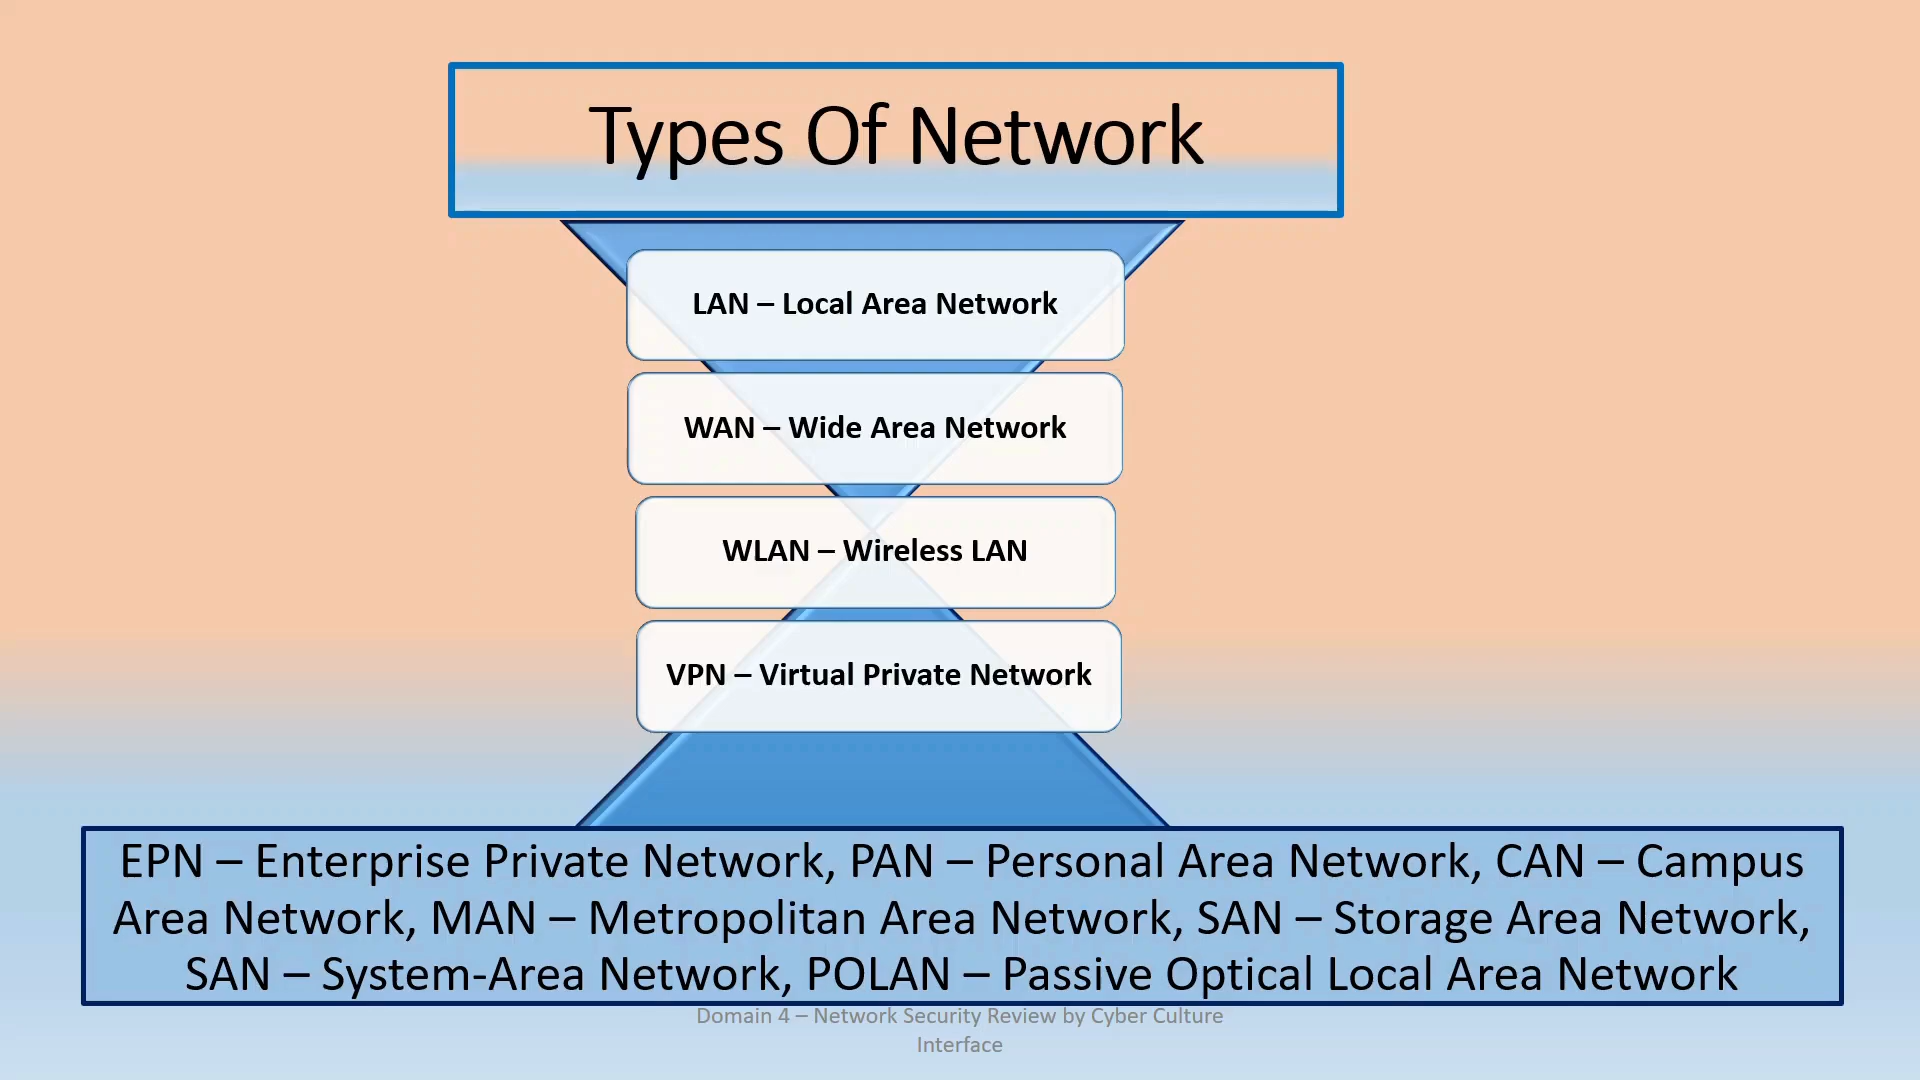 Types Of Network
LAN – Local Area Network
WAN – Wide Area Network
WLAN – Wireless LAN
VPN – Virtual Private Network
EPN – Enterprise Private Network, PAN – Personal Area Network, CAN – Campus
Area Network, MAN – Metropolitan Area Network, SAN – Storage Area Network,
SAN – System-Area Network, POLAN – Passive Optical Local Area Network
Domain 4 – Network Security Review by Cyber Culture
Interface